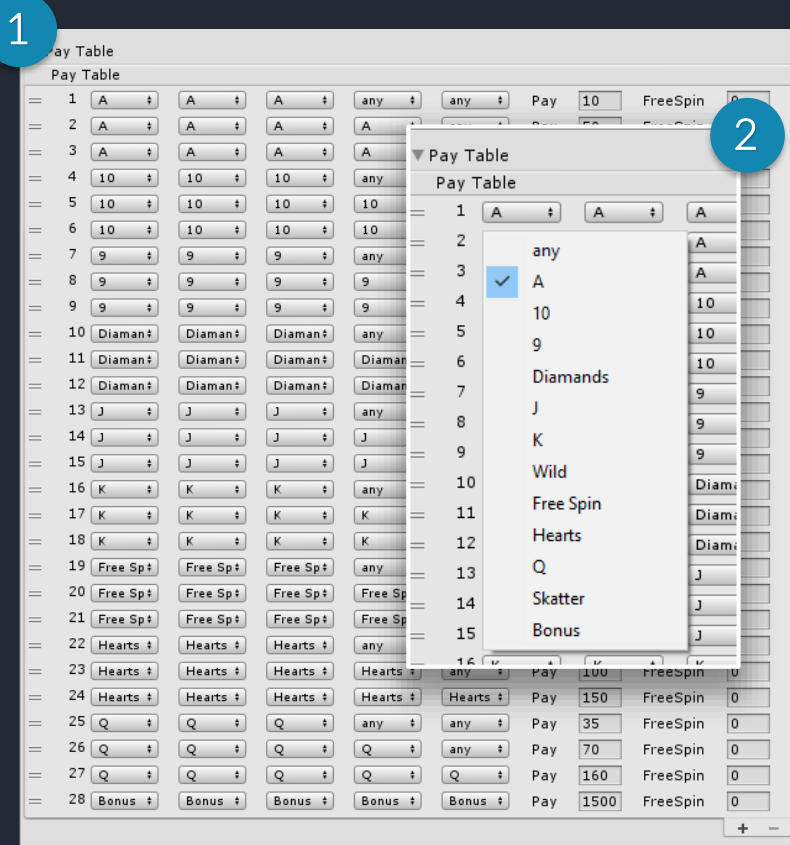 1
Pay Table
Pay Table
1 A A A any any Pay 10 FreeSpin 0
2 A A A A
3 A A A A
4 10 10 10 any
5 10 10 10 10
6 10 10 10 10
7 9 9 9 any
8 9 9 9 9
9 9 9 9 9
10 Diaman Diaman Diaman any
11 Diaman Diaman Diaman Diaman
12 Diaman Diaman Diaman Diaman
13 J J J any
14 J J J J
15 J J J J
16 K K K any
17 K K K K
18 K K K K
19 Free Sp Free Sp Free Sp any
20 Free Sp Free Sp Free Sp Free Sp
21 Free Sp Free Sp Free Sp Free Sp
22 Hearts Hearts Hearts any
23 Hearts Hearts Hearts Hearts any Pay 100 FreeSpin 0
24 Hearts Hearts Hearts Hearts Hearts Pay 150 FreeSpin 0
25 Q Q Q any any Pay 35 FreeSpin 0
26 Q Q Q Q any Pay 70 FreeSpin 0
27 Q Q Q Q Q Pay 160 FreeSpin 0
28 Bonus Bonus Bonus Bonus Bonus Pay 1500 FreeSpin 0
+ −
2
Pay Table
Pay Table
1 A A A
2 A
3 A
4 10
5 10
6 10
7 9
8 9
9 9
10 Diama
11 Diama
12 Diama
13 J
14 J
15 J
16 K K K
any
A
10
9
Diamands
J
K
Wild
Free Spin
Hearts
Q
Skatter
Bonus